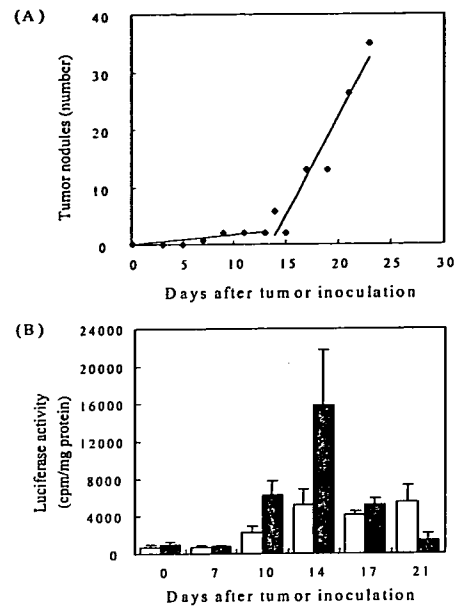 (A)
40
30
20
10
0
Tumor nodules (number)
0 5 10 15 20 25 30
Days after tumor inoculation
(B)
24000
20000
16000
12000
8000
4000
0
Luciferase activity
(cpm/mg protein)
0 7 10 14 17 21
Days after tumor inoculation